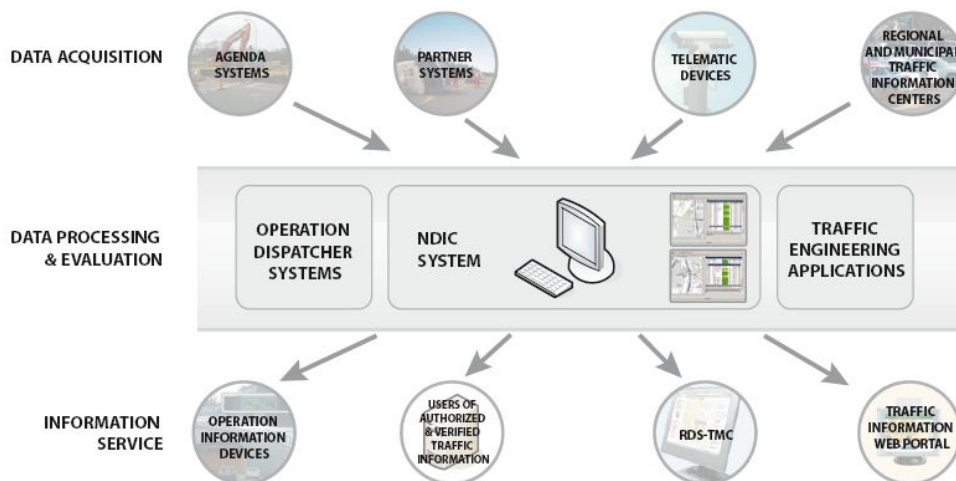 DATA ACQUISITION
AGENDA
SYSTEMS
PARTNER
SYSTEMS
TELEMATIC
DEVICES
REGIONAL
AND MUNICIPAL
TRAFFIC
INFORMATION
CENTERS
DATA PROCESSING
& EVALUATION
OPERATION
DISPATCHER
SYSTEMS
NDIC
SYSTEM
TRAFFIC
ENGINEERING
APPLICATIONS
INFORMATION
SERVICE
OPERATION
INFORMATION
DEVICES
USERS OF
AUTHORIZED
& VERIFIED
TRAFFIC
INFORMATION
RDS-TMC
TRAFFIC
INFORMATION
WEB PORTAL